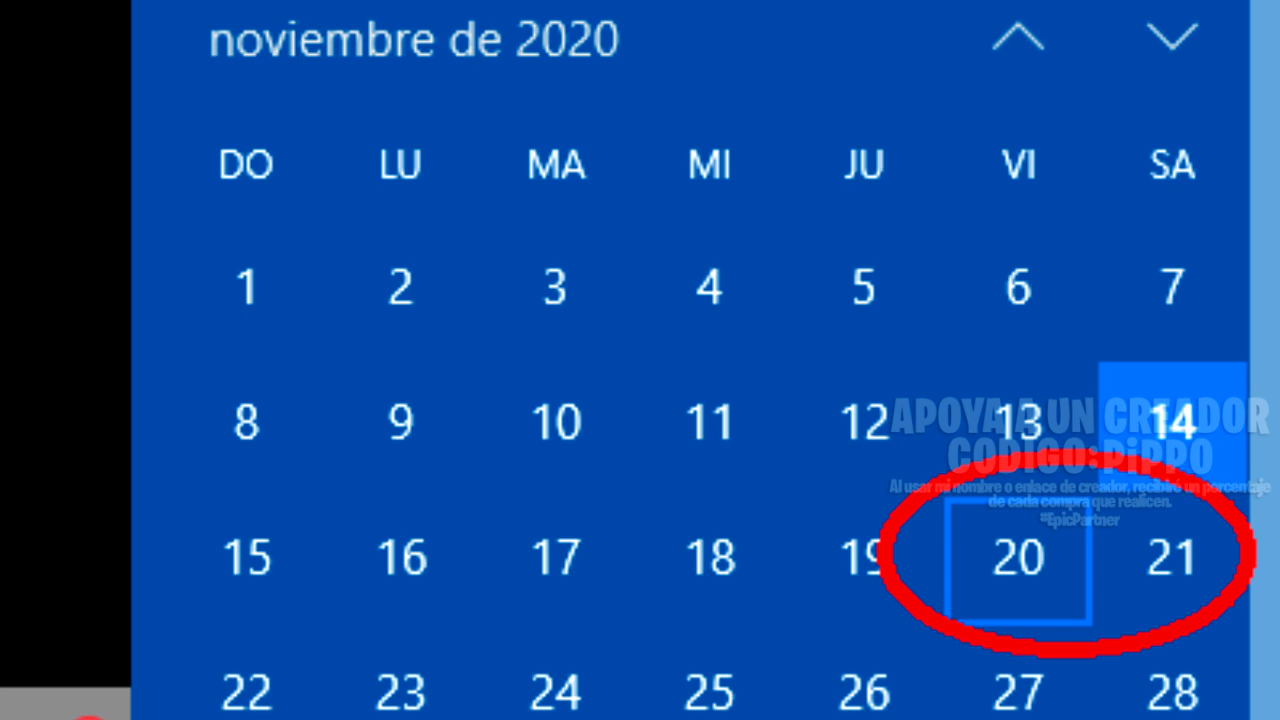 noviembre de 2020
DO LU MA MI JU VI SA
1 2 3 4 5 6 7
8 9 10 11 12 13 14
APOYA A UN CREADOR
CODIGO: PiPPO
Al usar mi nombre o enlace de creador, recibiré un porcentaje
de cada compra que realicen.
#EpicPartner
15 16 17 18 19 20 21
22 23 24 25 26 27 28